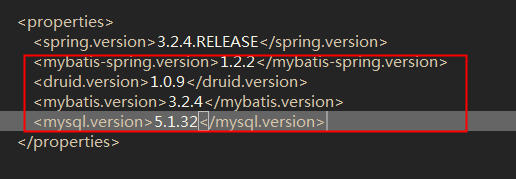 <properties>
<spring.version>3.2.4.RELEASE</spring.version>
<mybatis-spring.version>1.2.2</mybatis-spring.version>
<druid.version>1.0.9</druid.version>
<mybatis.version>3.2.4</mybatis.version>
<mysql.version>5.1.32</mysql.version>
</properties>